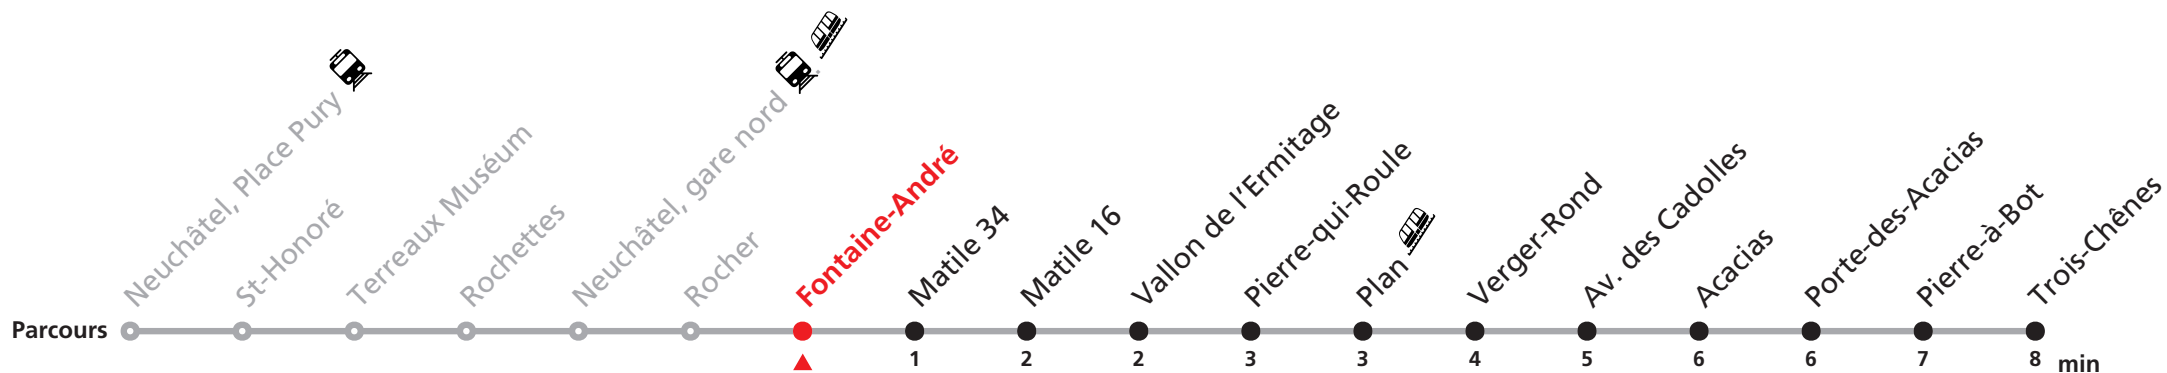 Neuchâtel, Place Pury
St-Honoré
Terreaux Muséum
Rochettes
Neuchâtel, gare nord
Rocher
Fontaine-André
Matile 34
Matile 16
Vallon de l'Ermitage
Pierre-qui-Roule
Plan
Verger-Rond
Av. des Cadolles
Acacias
Porte-des-Acacias
Pierre-à-Bot
Trois-Chênes
Parcours
1 2 2 3 3 4 5 6 6 7 8 min